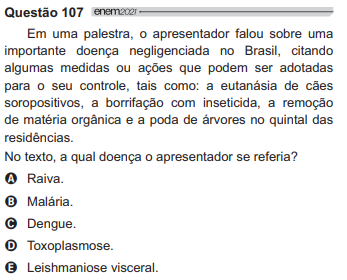 Questão 107 enem2021
Em uma palestra, o apresentador falou sobre uma
importante doença negligenciada no Brasil, citando
algumas medidas ou ações que podem ser adotadas
para o seu controle, tais como: a eutanásia de cães
soropositivos, a borrifação com inseticida, a remoção
de matéria orgânica e a poda de árvores no quintal das
residências.
No texto, a qual doença o apresentador se referia?
A Raiva.
B Malária.
C Dengue.
D Toxoplasmose.
E Leishmaniose visceral.